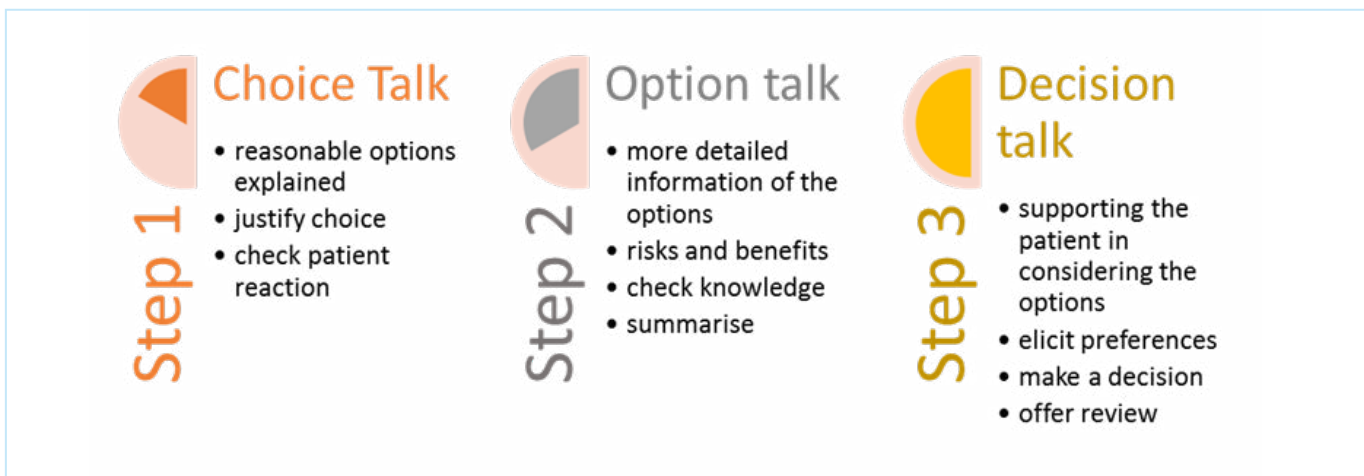 Step 1
Choice Talk
• reasonable options
explained
• justify choice
• check patient
reaction
Step 2
Option talk
• more detailed
information of the
options
• risks and benefits
• check knowledge
• summarise
Step 3
Decision
talk
• supporting the
patient in
considering the
options
• elicit preferences
• make a decision
• offer review